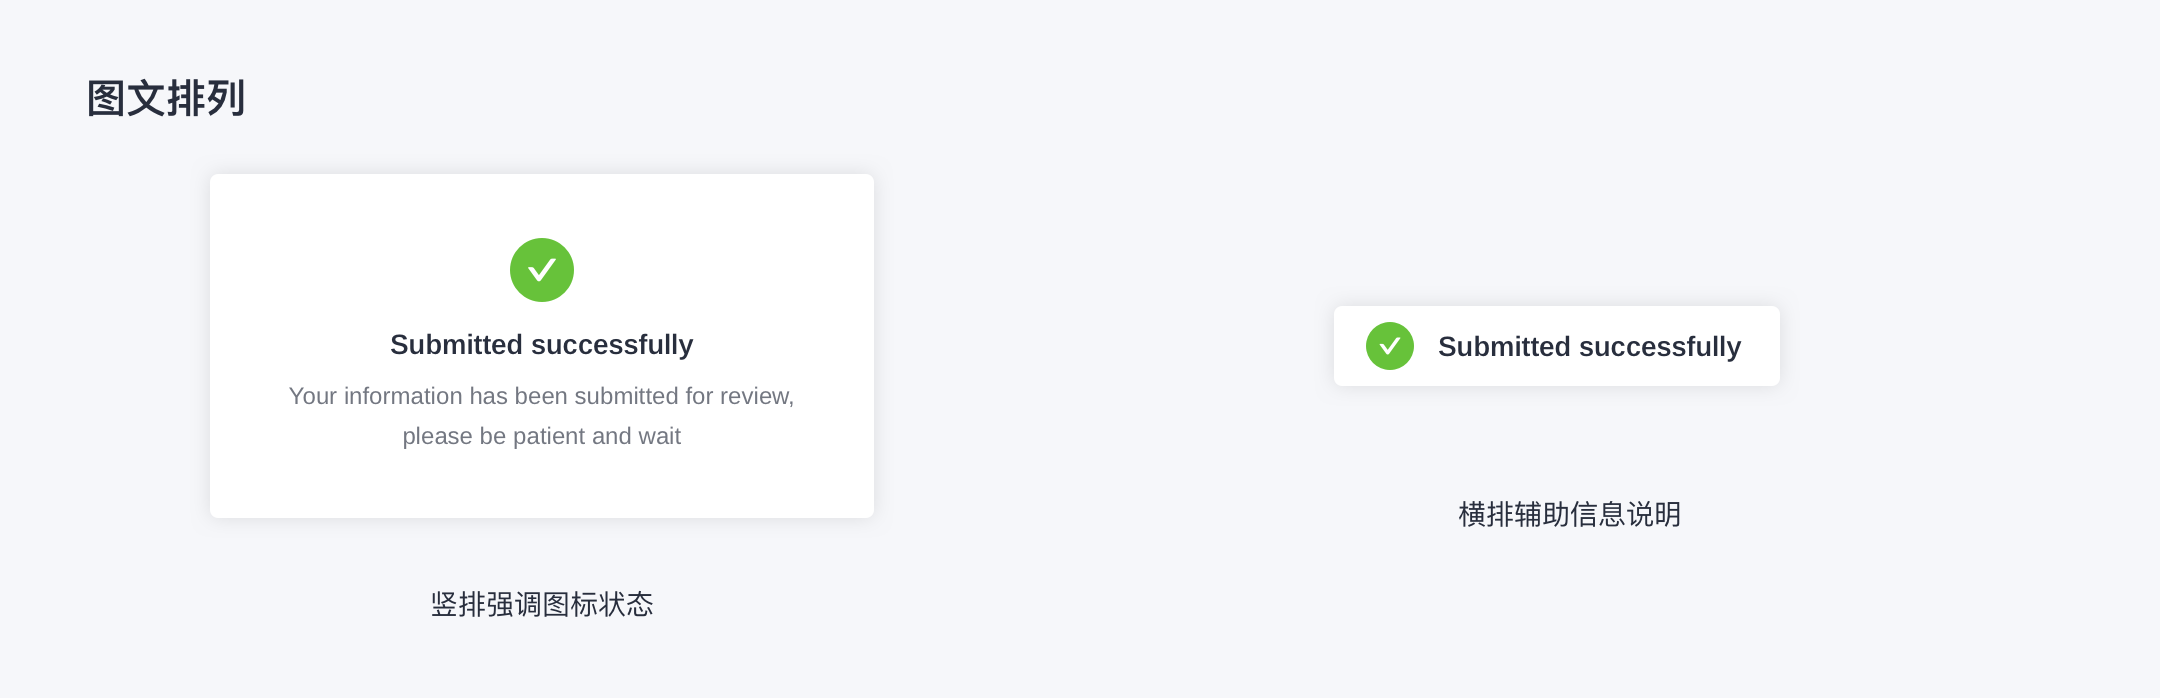 图文排列
Submitted successfully
Your information has been submitted for review,
please be patient and wait
竖排强调图标状态
Submitted successfully
横排辅助信息说明